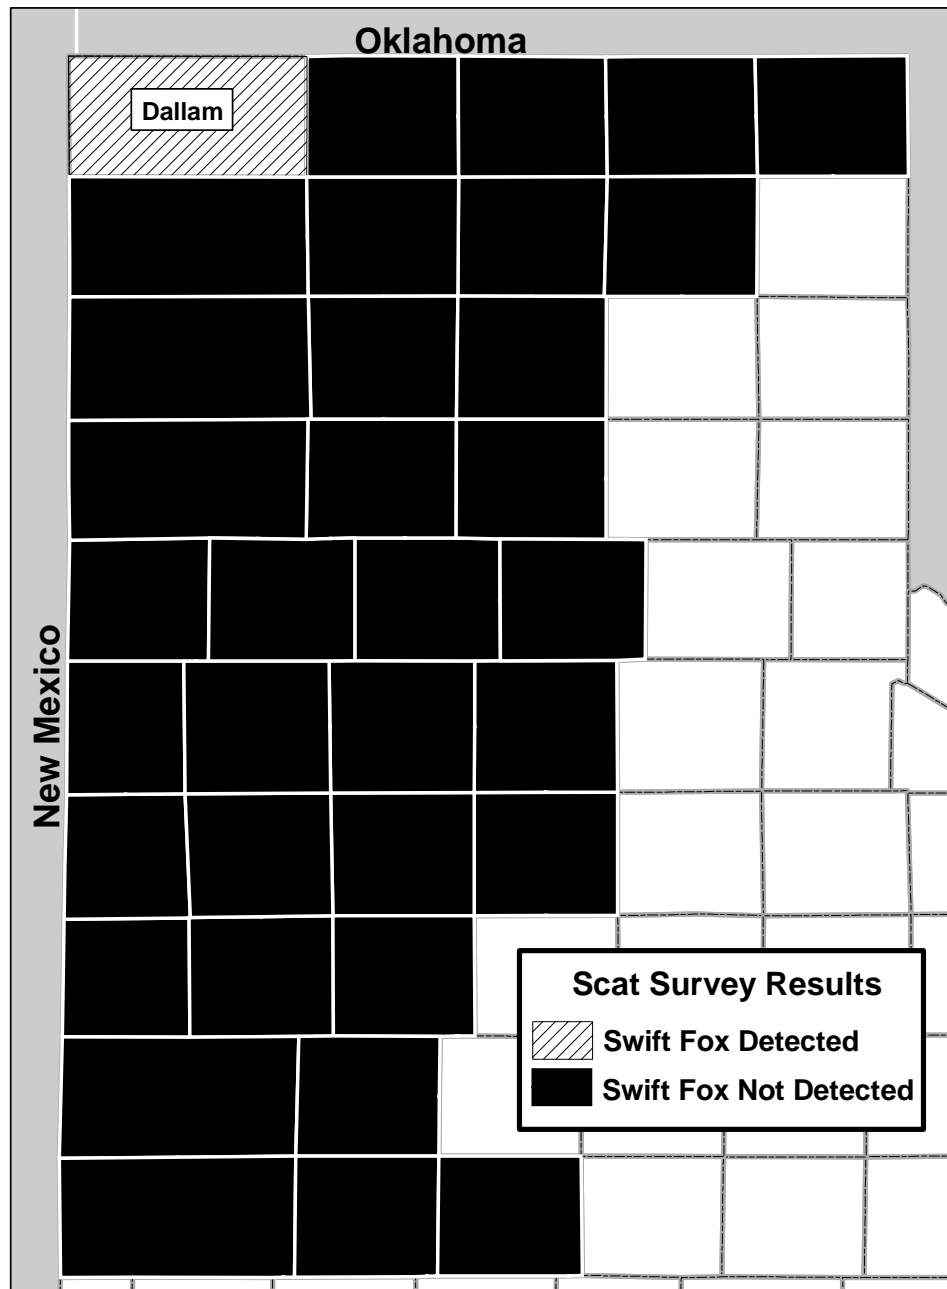 Oklahoma
Dallam
New Mexico
Scat Survey Results
Swift Fox Detected
Swift Fox Not Detected